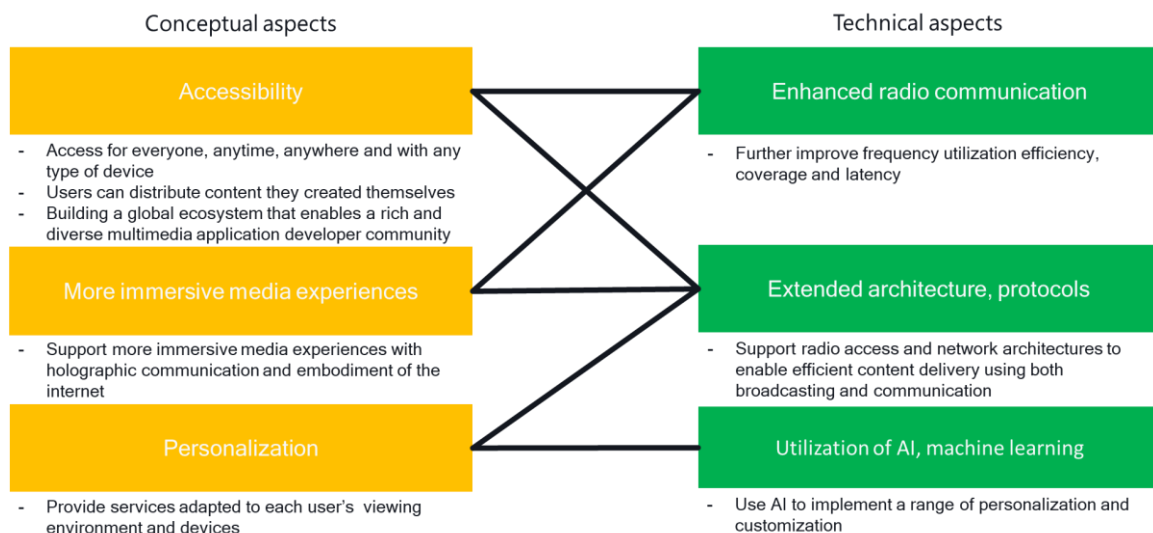 Conceptual aspects
Accessibility
- Access for everyone, anytime, anywhere and with any
type of device
- Users can distribute content they created themselves
- Building a global ecosystem that enables a rich and
diverse multimedia application developer community
More immersive media experiences
- Support more immersive media experiences with
holographic communication and embodiment of the
internet
Personalization
- Provide services adapted to each user's viewing
environment and devices
Technical aspects
Enhanced radio communication
- Further improve frequency utilization efficiency,
coverage and latency
Extended architecture, protocols
- Support radio access and network architectures to
enable efficient content delivery using both
broadcasting and communication
Utilization of AI, machine learning
- Use AI to implement a range of personalization and
customization